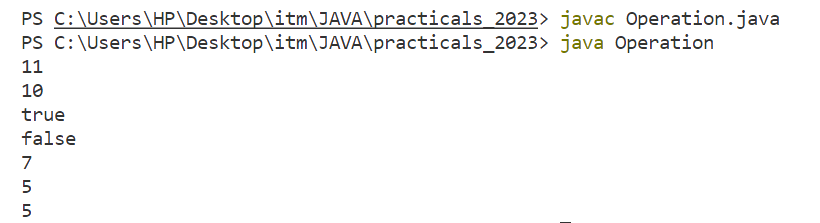 PS C:\Users\HP\Desktop\itm\JAVA\practicals_2023> javac Operation.java
PS C:\Users\HP\Desktop\itm\JAVA\practicals_2023> java Operation
11
10
true
false
7
5
5